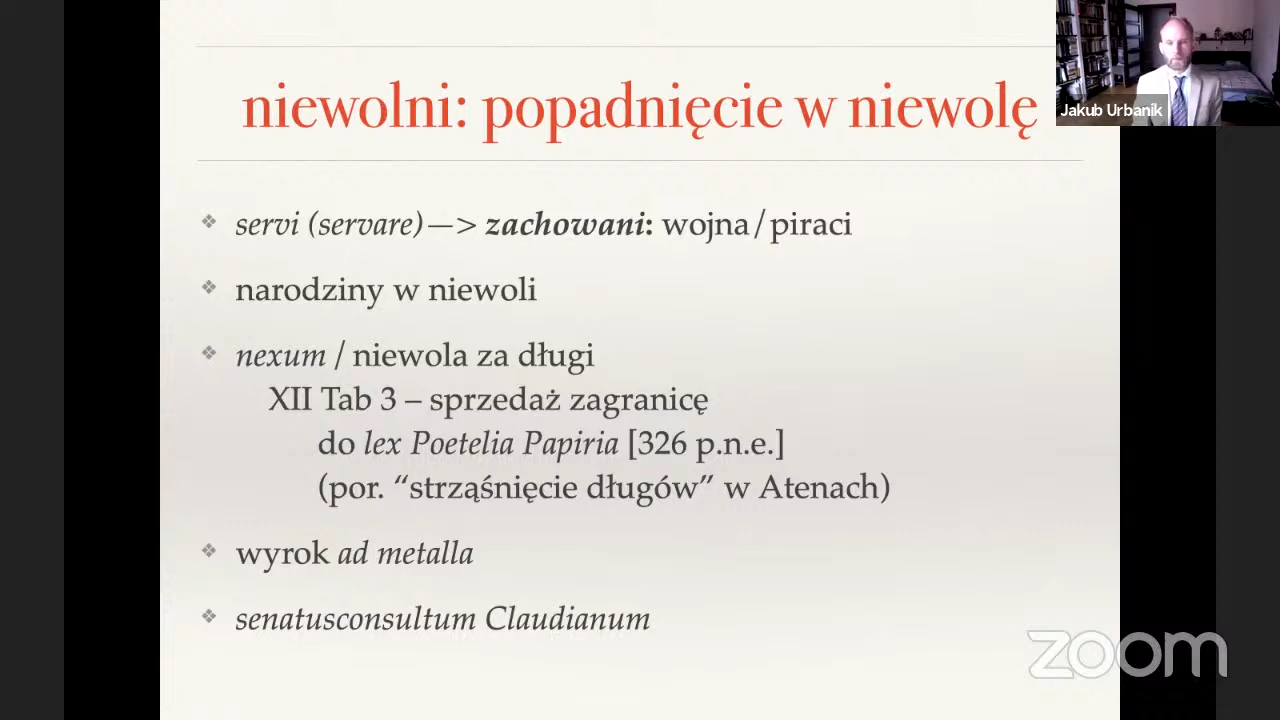 niewolni: popadnięcie w niewolę
Jakub Urbanik
❖ servi (servare)—> zachowani: wojna/piraci
❖ narodziny w niewoli
❖ nexum / niewola za długi
XII Tab 3 – sprzedaż zagranicę
do lex Poetelia Papiria [326 p.n.e.]
(por. “strząśnięcie długów” w Atenach)
❖ wyrok ad metalla
❖ senatusconsultum Claudianum
zoom